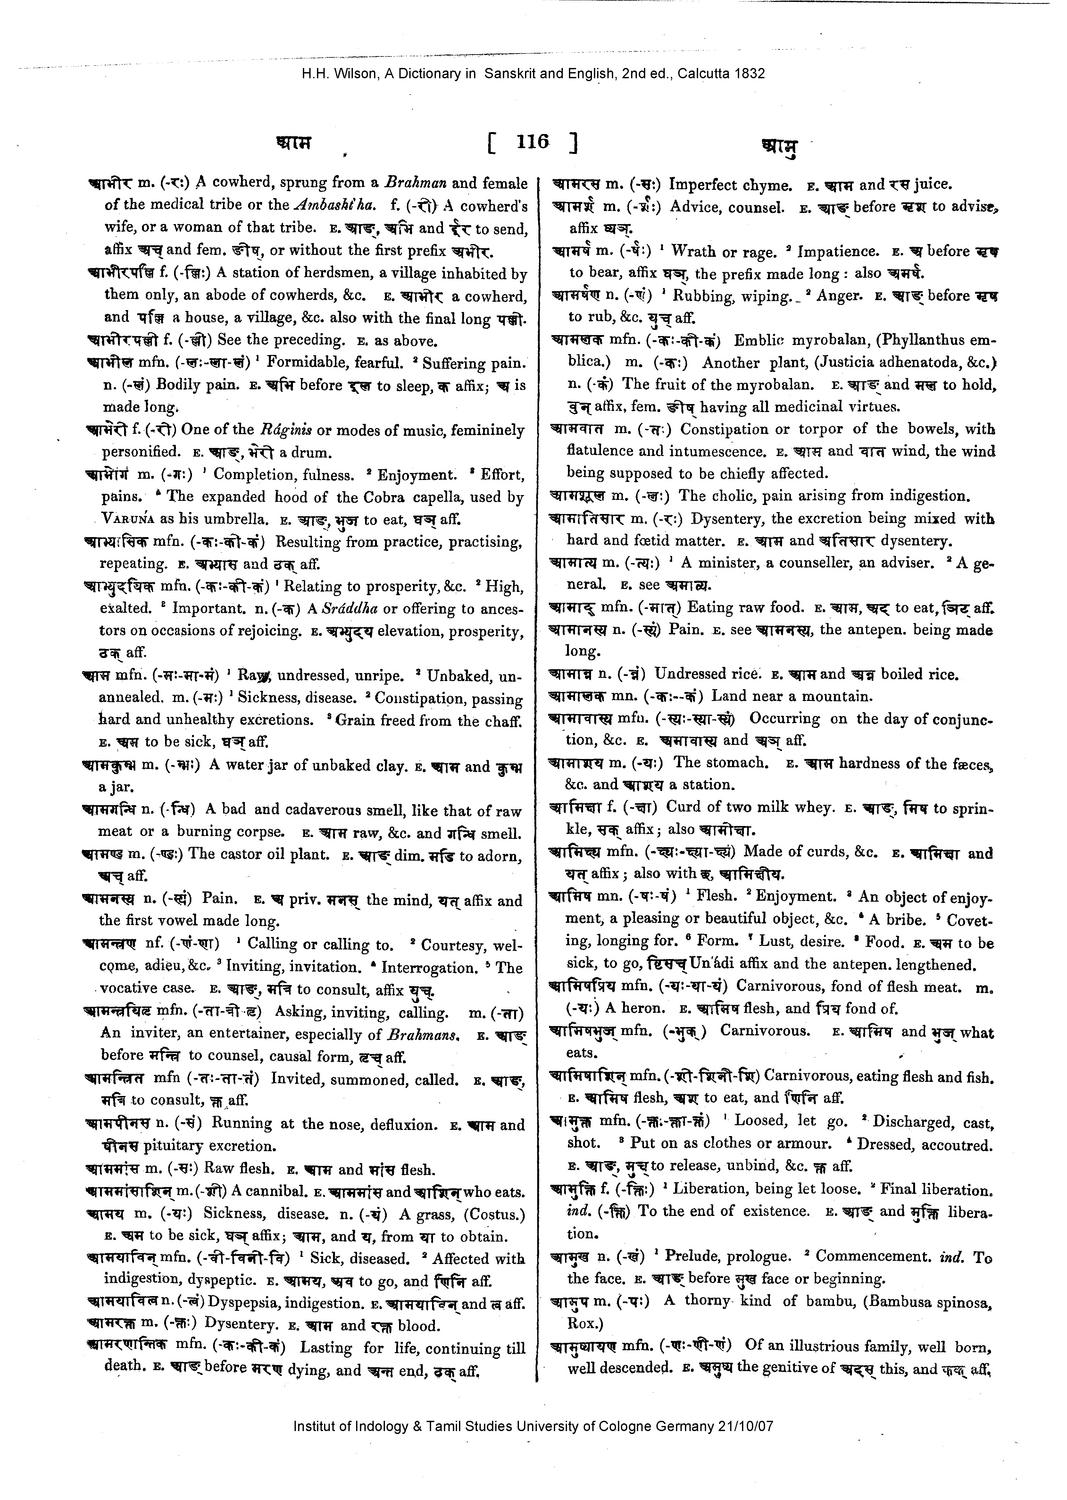 H.H. Wilson, A Dictionary in Sanskrit and English, 2nd ed., Calcutta 1832
आम [ 116 ] आमु
आभीर m. (-रः) A cowherd, sprung from a Brahman and female
of the medical tribe or the Ambasht'ha. f. (-री) A cowherd's
wife, or a woman of that tribe. E. आङ्, अभि and ईर to send,
affix अच् and fem. ङीष्, or without the first prefix अभीर.
आभीरपल्लि f. (-ल्लिः) A station of herdsmen, a village inhabited by
them only, an abode of cowherds, &c. E. आभीर a cowherd,
and पल्लि a house, a village, &c. also with the final long पल्ली.
आभीरपल्ली f. (-ल्ली) See the preceding. E. as above.
आभील mfn. (-लः-ला-लं) ¹ Formidable, fearful. ² Suffering pain.
n. (-लं) Bodily pain. E. अभि before इल to sleep, क affix; अ is
made long.
आभेरी f. (-री) One of the Ráginis or modes of music, femininely
personified. E. आङ्, भेरी a drum.
आभोग m. (-गः) ¹ Completion, fulness. ² Enjoyment. ³ Effort,
pains. ⁴ The expanded hood of the Cobra capella, used by
VARUŃA as his umbrella. E. आङ्, भुज to eat, घञ् aff.
आभ्यासिक mfn. (-कः-की-कं) Resulting from practice, practising,
repeating. E. अभ्यास and ठक् aff.
आभ्युदयिक mfn. (-कः-की-कं) ¹ Relating to prosperity, &c. ² High,
exalted. ³ Important. n. (-कं) A Sráddha or offering to ances-
tors on occasions of rejoicing. E. अभ्युदय elevation, prosperity,
ठक् aff.
आम mfn. (-मः-मा-मं) ¹ Raw, undressed, unripe. ² Unbaked, un-
annealed. m. (-मः) ¹ Sickness, disease. ² Constipation, passing
hard and unhealthy excretions. ³ Grain freed from the chaff.
E. अम to be sick, घञ् aff.
आमकुम्भ m. (-म्भः) A water jar of unbaked clay. E. आम and कुम्भ
a jar.
आमगन्धि n. (-न्धि) A bad and cadaverous smell, like that of raw
meat or a burning corpse. E. आम raw, &c. and गन्धि smell.
आमण्ड m. (-ण्डः) The castor oil plant. E. आङ् dim. मडि to adorn,
अच् aff.
आमनस्य n. (-स्यं) Pain. E. अ priv. मनस् the mind, यत् affix and
the first vowel made long.
आमन्त्रण nf. (-णं-णा) ¹ Calling or calling to. ² Courtesy, wel-
come, adieu, &c. ³ Inviting, invitation. ⁴ Interrogation. ⁵ The
vocative case. E. आङ्, मत्रि to consult, affix युच्.
आमन्त्रयितृ mfn. (-ता-त्री-तृ) Asking, inviting, calling. m. (-ता)
An inviter, an entertainer, especially of Brahmans. E. आङ्
before मन्त्रि to counsel, causal form, तृच् aff.
आमन्त्रित mfn (-तः-ता-तं) Invited, summoned, called. E. आङ्,
मत्रि to consult, क्त aff.
आमपीनस n. (-सं) Running at the nose, defluxion. E. आम and
पीनस pituitary excretion.
आममांस m. (-सः) Raw flesh. E. आम and मांस flesh.
आममांसाशिन् m. (-शी) A cannibal. E. आममांस and आशिन् who eats.
आमय m. (-यः) Sickness, disease. n. (-यं) A grass, (Costus.)
E. अम to be sick, घञ् affix; आम, and य, from या to obtain.
आमयाविन् mfn. (-वी-विनी-वि) ¹ Sick, diseased. ² Affected with
indigestion, dyspeptic. E. आमय, अव to go, and णिनि aff.
आमयावित्व n. (-त्वं) Dyspepsia, indigestion. E. आमयाविन् and त्व aff.
आमरक्त m. (-क्तः) Dysentery. E. आम and रक्त blood.
आमरणान्तिक mfn. (-कः-की-कं) Lasting for life, continuing till
death. E. आङ् before मरण dying, and अन्त end, ठक् aff.
आमरस m. (-सः) Imperfect chyme. E. आम and रस juice.
आमर्श m. (-र्शः) Advice, counsel. E. आङ् before मृश to advise,
affix घञ्.
आमर्ष m. (-र्षः) ¹ Wrath or rage. ² Impatience. E. अ before मृष
to bear, affix घञ्, the prefix made long : also अमर्ष.
आमर्षण n. (-णं) ¹ Rubbing, wiping. ² Anger. E. आङ् before मृष
to rub, &c. युच् aff.
आमलक mfn. (-कः-की-कं) Emblic myrobalan, (Phyllanthus em-
blica.) m. (-कः) Another plant, (Justicia adhenatoda, &c.)
n. (-कं) The fruit of the myrobalan. E. आङ् and मल to hold,
वुन् affix, fem. ङीष् having all medicinal virtues.
आमवात m. (-तः) Constipation or torpor of the bowels, with
flatulence and intumescence. E. आम and वात wind, the wind
being supposed to be chiefly affected.
आमशूल m. (-लः) The cholic, pain arising from indigestion.
आमातिसार m. (-रः) Dysentery, the excretion being mixed with
hard and fœtid matter. E. आम and अतिसार dysentery.
आमात्य m. (-त्यः) ¹ A minister, a counseller, an adviser. ² A ge-
neral. E. see अमात्य.
आमाद् mfn. (-मात्) Eating raw food. E. आम, अद् to eat, ञिट् aff.
आमानस्य n. (-स्यं) Pain. E. see आमनस्य, the antepen. being made
long.
आमान्न n. (-न्नं) Undressed rice. E. आम and अन्न boiled rice.
आमालक mn. (-कः--कं) Land near a mountain.
आमावास्य mfn. (-स्यः-स्या-स्यं) Occurring on the day of conjunc-
tion, &c. E. अमावास्य and अञ् aff.
आमाशय m. (-यः) The stomach. E. आम hardness of the fæces,
&c. and आशय a station.
आमिक्षा f. (-क्षा) Curd of two milk whey. E. आङ्, मिष to sprin-
kle, सक् affix; also आमीक्षा.
आमिक्ष्य mfn. (-क्ष्यः-क्ष्या-क्ष्यं) Made of curds, &c. E. आमिक्षा and
यत् affix; also with छ, आमिक्षीय.
आमिष mn. (-षः-षं) ¹ Flesh. ² Enjoyment. ³ An object of enjoy-
ment, a pleasing or beautiful object, &c. ⁴ A bribe. ⁵ Covet-
ing, longing for. ⁶ Form. ⁷ Lust, desire. ⁸ Food. E. अम to be
sick, to go, टिषच् Un'ádi affix and the antepen. lengthened.
आमिषप्रिय mfn. (-यः-या-यं) Carnivorous, fond of flesh meat. m.
(-यः) A heron. E. आमिष flesh, and प्रिय fond of.
आमिषभुज् mfn. (-भुक्) Carnivorous. E. आमिष and भुज् what
eats.
आमिषाशिन् mfn. (-शी-शिनी-शि) Carnivorous, eating flesh and fish.
E. आमिष flesh, अश to eat, and णिनि aff.
आमुक्त mfn. (-क्तः-क्ता-क्तं) ¹ Loosed, let go. ² Discharged, cast,
shot. ³ Put on as clothes or armour. ⁴ Dressed, accoutred.
E. आङ्, मुच् to release, unbind, &c. क्त aff.
आमुक्ति f. (-क्तिः) ¹ Liberation, being let loose. ² Final liberation.
ind. (-क्ति) To the end of existence. E. आङ् and मुक्ति libera-
tion.
आमुख n. (-खं) ¹ Prelude, prologue. ² Commencement. ind. To
the face. E. आङ् before मुख face or beginning.
आमुप m. (-पः) A thorny kind of bambu, (Bambusa spinosa,
Rox.)
आमुष्यायण mfn. (-णः-णी-णं) Of an illustrious family, well born,
well descended. E. अमुष्य the genitive of अदस् this, and फक् aff.
Institut of Indology & Tamil Studies University of Cologne Germany 21/10/07